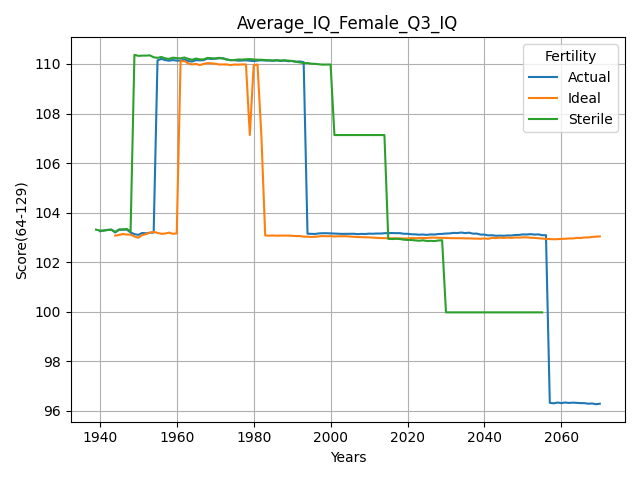 Average_IQ_Female_Q3_IQ
Score(64-129)
110
108
106
104
102
100
98
96
Fertility
Actual
Ideal
Sterile
1940 1960 1980 2000 2020 2040 2060
Years